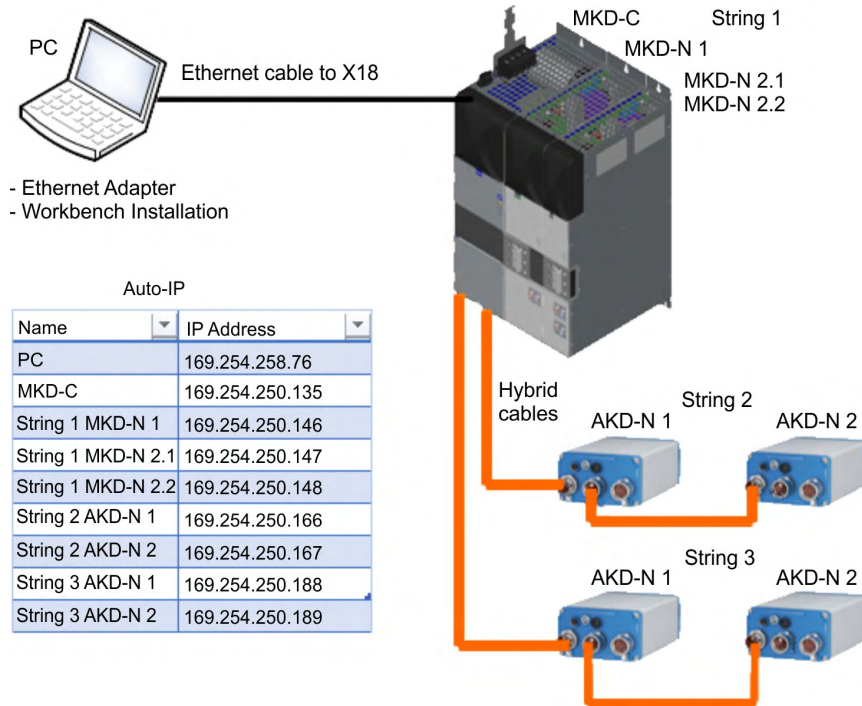 MKD-C
String 1
PC
MKD-N 1
Ethernet cable to X18
MKD-N 2.1
MKD-N 2.2
- Ethernet Adapter
- Workbench Installation
Auto-IP
Name
IP Address
PC
169.254.258.76
MKD-C
169.254.250.135
String 1 MKD-N 1
169.254.250.146
String 1 MKD-N 2.1
169.254.250.147
String 1 MKD-N 2.2
169.254.250.148
String 2 AKD-N 1
169.254.250.166
String 2 AKD-N 2
169.254.250.167
String 3 AKD-N 1
169.254.250.188
String 3 AKD-N 2
169.254.250.189
Hybrid
cables
String 2
AKD-N 1
AKD-N 2
String 3
AKD-N 1
AKD-N 2